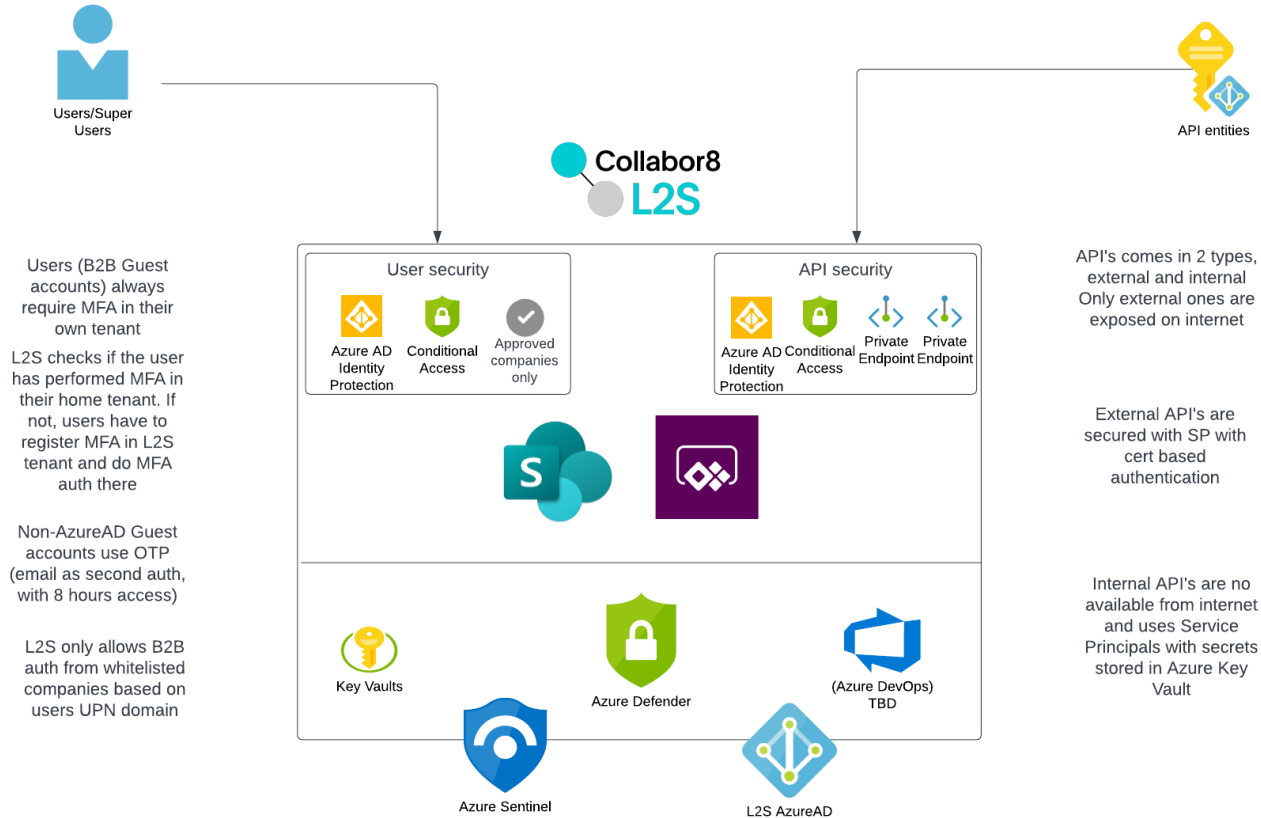 Users/Super
Users
API entities
Collabor8
L2S
Users (B2B Guest
accounts) always
require MFA in their
own tenant
L2S checks if the user
has performed MFA in
their home tenant. If
not, users have to
register MFA in L2S
tenant and do MFA
auth there
Non-AzureAD Guest
accounts use OTP
(email as second auth,
with 8 hours access)
L2S only allows B2B
auth from whitelisted
companies based on
users UPN domain
User security
Azure AD
Identity
Protection
Conditional
Access
Approved
companies
only
API security
Azure AD
Identity
Protection
Conditional
Access
Private
Endpoint
Private
Endpoint
S
Key Vaults
Azure Defender
(Azure DevOps)
TBD
Azure Sentinel
L2S AzureAD
API's comes in 2 types,
external and internal
Only external ones are
exposed on internet
External API's are
secured with SP with
cert based
authentication
Internal API's are no
available from internet
and uses Service
Principals with secrets
stored in Azure Key
Vault